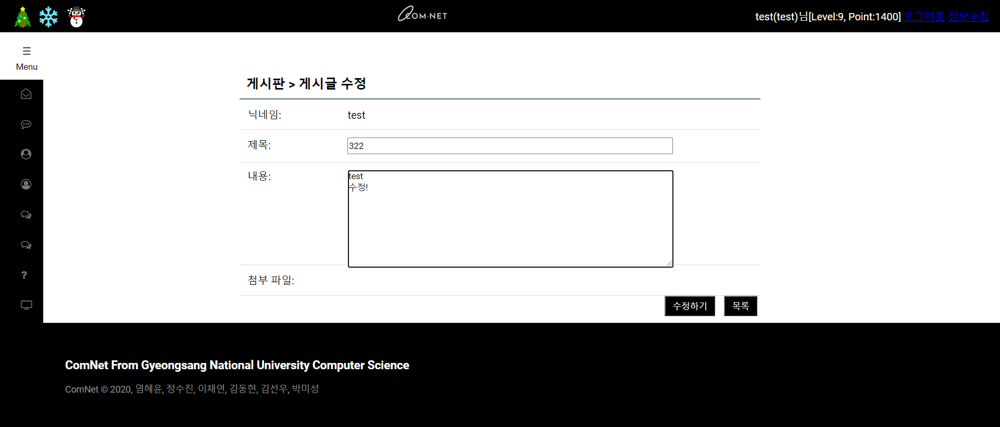 COM·NET
test(test)님[Level:9, Point:1400] 로그아웃 정보수정
☰
Menu
게시판 > 게시글 수정
닉네임: test
제목: 322
내용: test
수정!
첨부 파일:
수정하기 목록
?
ComNet From Gyeongsang National University Computer Science
ComNet © 2020, 염혜윤, 정수진, 이채연, 김동현, 김선우, 박미성